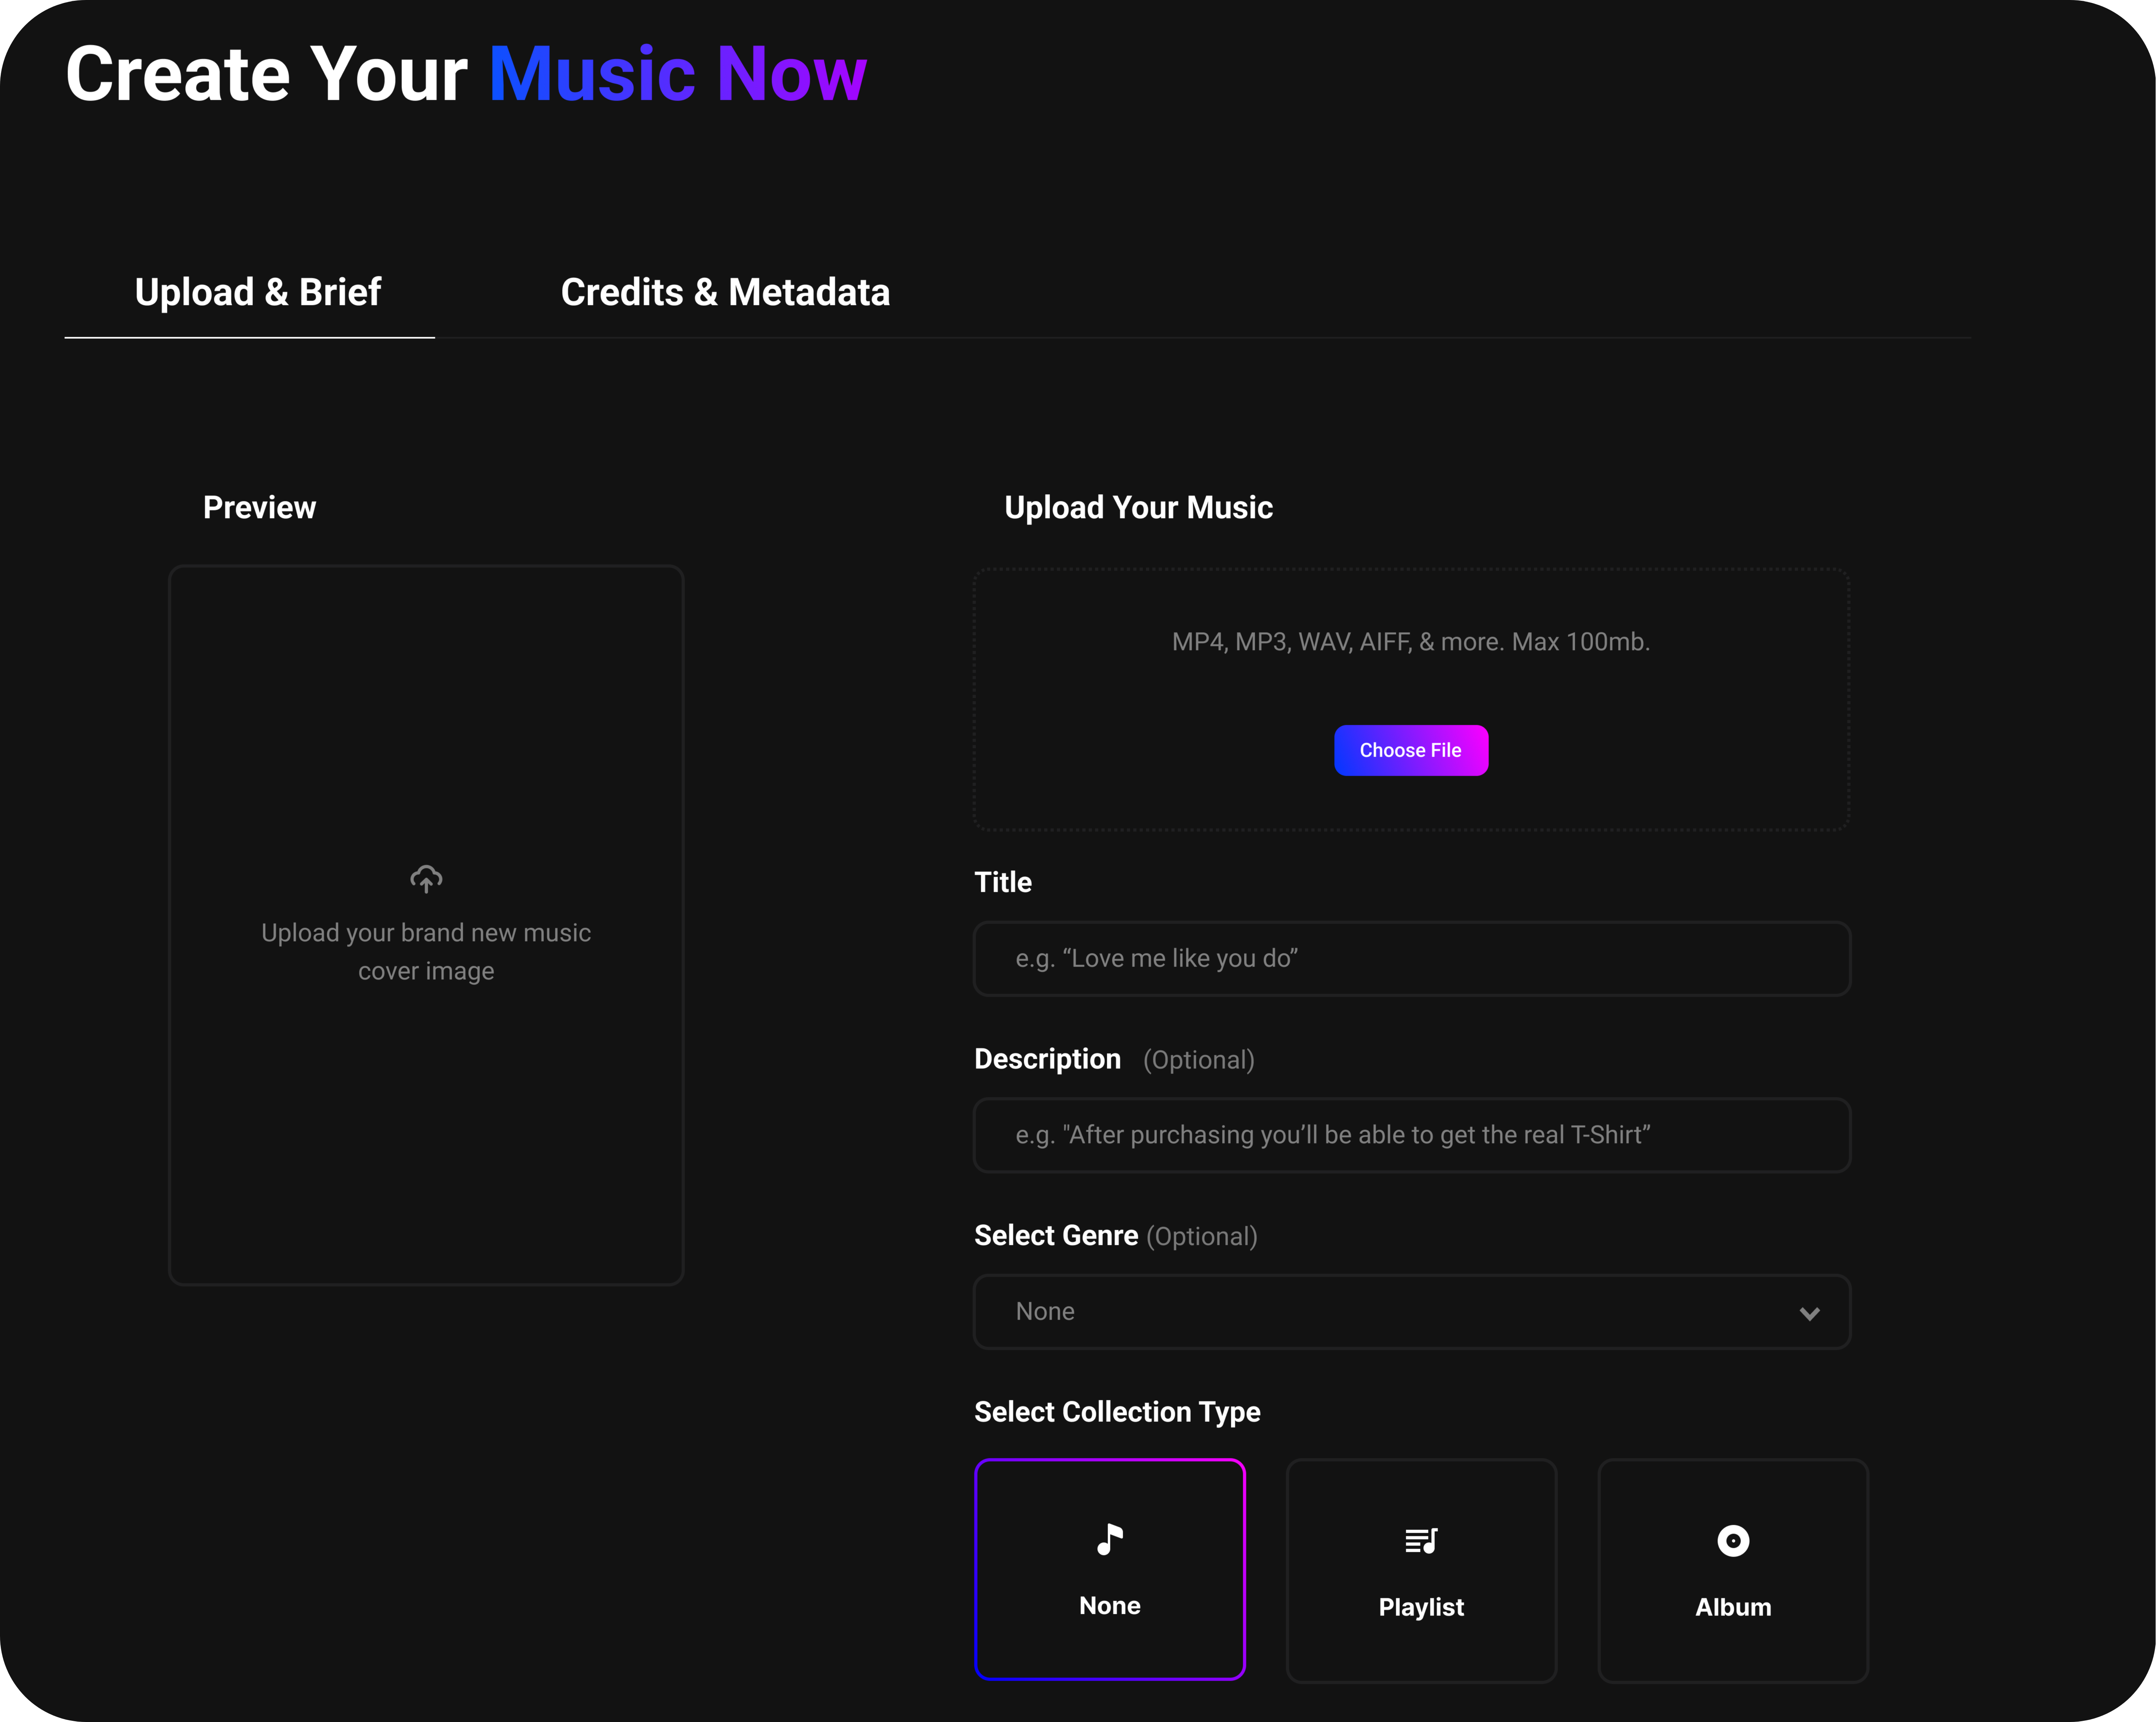 Create Your Music Now
Upload & Brief
Credits & Metadata
Preview
Upload your brand new music
cover image
Upload Your Music
MP4, MP3, WAV, AIFF, & more. Max 100mb.
Choose File
Title
e.g. “Love me like you do”
Description (Optional)
e.g. "After purchasing you’ll be able to get the real T-Shirt”
Select Genre (Optional)
None
Select Collection Type
None
Playlist
Album